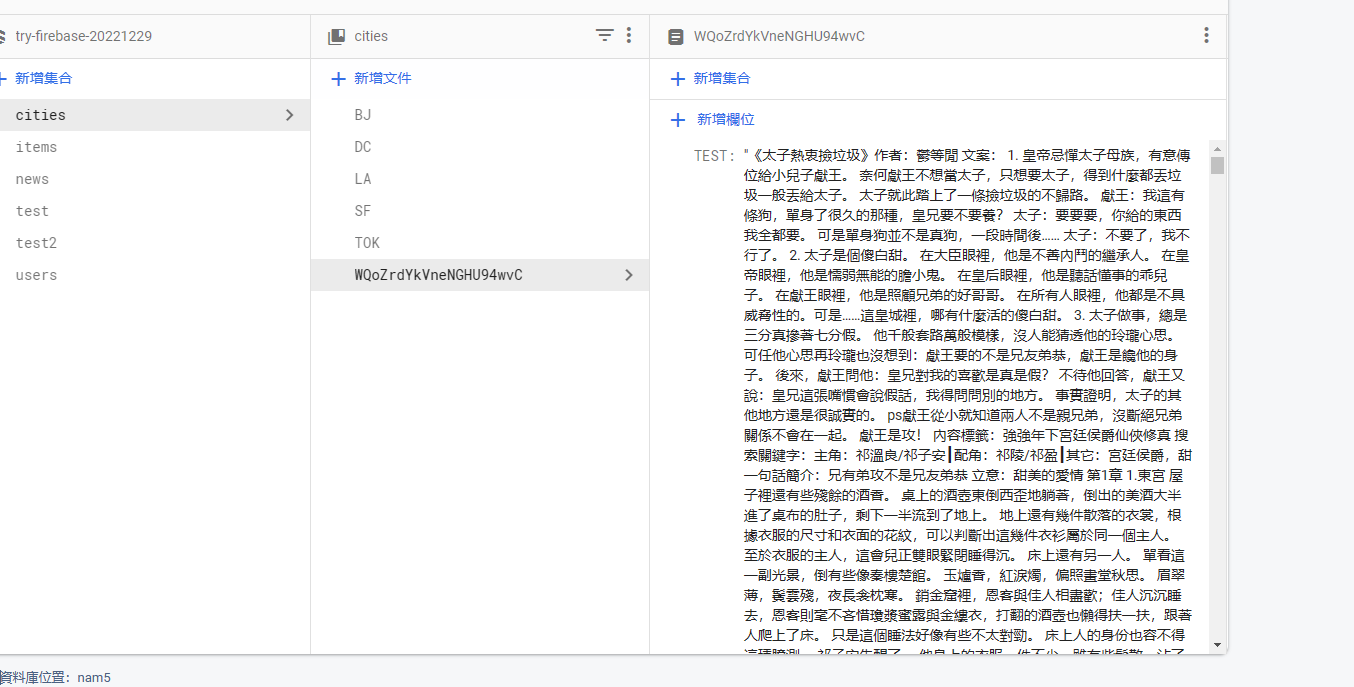 try-firebase-20221229
cities
WQoZrdYkVneNGHU94wvC
新增集合
新增文件
新增集合
cities
items
news
test
test2
users
BJ
DC
LA
SF
TOK
WQoZrdYkVneNGHU94wvC
新增欄位
TEST: "《太子熱衷撿垃圾》作者：鬱等閒 文案： 1. 皇帝忌憚太子母族，有意傳
位給小兒子獻王。 奈何獻王不想當太子，只想要太子，得到什麼都丟垃
圾一般丟給太子。 太子就此踏上了一條撿垃圾的不歸路。 獻王：我這有
條狗，單身了很久的那種，皇兄要不要養？ 太子：要要要，你給的東西
我全都要。 可是單身狗並不是真狗，一段時間後…… 太子：不要了，我不
行了。 2. 太子是個傻白甜。 在大臣眼裡，他是不善內鬥的繼承人。 在皇
帝眼裡，他是懦弱無能的膽小鬼。 在皇后眼裡，他是聽話懂事的乖兒
子。 在獻王眼裡，他是照顧兄弟的好哥哥。 在所有人眼裡，他都是不具
威脅性的。可是……這皇城裡，哪有什麼活的傻白甜。 3. 太子做事，總是
三分真摻著七分假。 他千般套路萬般模樣，沒人能猜透他的玲瓏心思。
可任他心思再玲瓏也沒想到：獻王要的不是兄友弟恭，獻王是饞他的身
子。 後來，獻王問他：皇兄對我的喜歡是真是假？ 不待他回答，獻王又
說：皇兄這張嘴慣會說假話，我得問問別的地方。 事實證明，太子的其
他地方還是很誠實的。 ps獻王從小就知道兩人不是親兄弟，沒斷絕兄弟
關係不會在一起。 獻王是攻！ 內容標籤：強強年下宮廷侯爵仙俠修真 搜
索關鍵字：主角：祁溫良/祁子安┃配角：祁陵/祁盈┃其它：宮廷侯爵，甜
一句話簡介：兄有弟攻不是兄友弟恭 立意：甜美的愛情 第1章 1.東宮 屋
子裡還有些殘餘的酒香。 桌上的酒壺東倒西歪地躺著，倒出的美酒大半
進了桌布的肚子，剩下一半流到了地上。 地上還有幾件散落的衣裳，根
據衣服的尺寸和衣面的花紋，可以判斷出這幾件衣衫屬於同一個主人。
至於衣服的主人，這會兒正雙眼緊閉睡得沉。 床上還有另一人。 單看這
一副光景，倒有些像秦樓楚館。 玉爐香，紅淚燭，偏照畫堂秋思。 眉翠
薄，鬢雲殘，夜長衾枕寒。 銷金窟裡，恩客與佳人相盡歡；佳人沉沉睡
去，恩客則毫不吝惜瓊漿蜜露與金縷衣，打翻的酒壺也懶得扶一扶，跟著
人爬上了床。 只是這個睡法好像有些不太對勁。 床上人的身份也容不得
資料庫位置：nam5